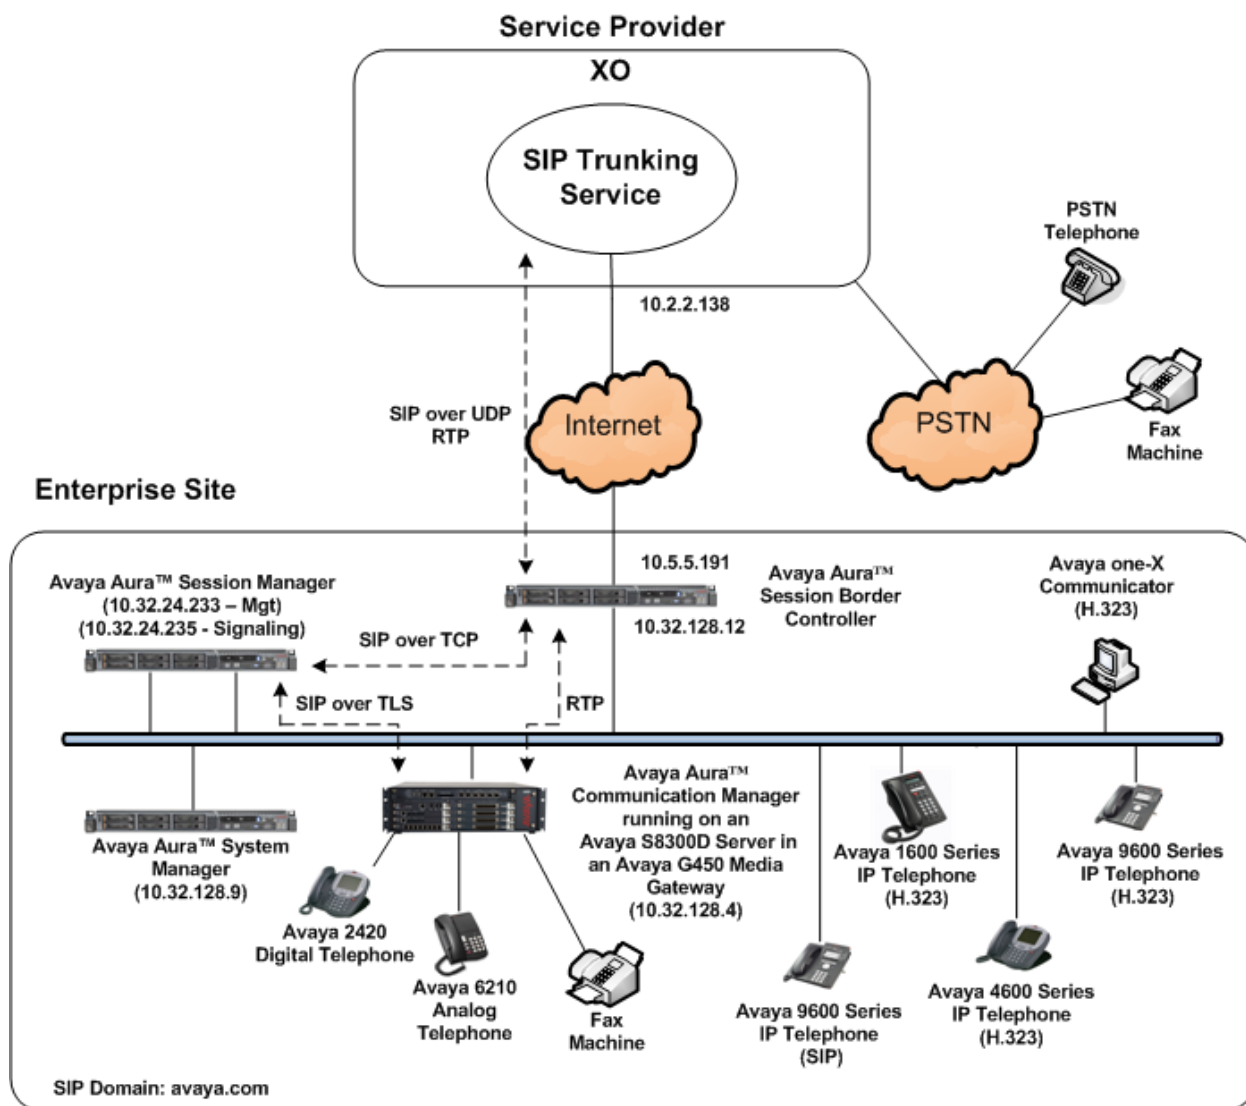 Service Provider
XO
SIP Trunking
Service
PSTN
Telephone
10.2.2.138
SIP over UDP
RTP
Internet
PSTN
Fax
Machine
Enterprise Site
Avaya Aura™ Session Manager
(10.32.24.233 – Mgt)
(10.32.24.235 - Signaling)
10.5.5.191
10.32.128.12
Avaya Aura™
Session Border
Controller
Avaya one-X
Communicator
(H.323)
SIP over TCP
SIP over TLS
RTP
Avaya Aura™ System
Manager
(10.32.128.9)
Avaya Aura™
Communication Manager
running on an
Avaya S8300D Server in
an Avaya G450 Media
Gateway
(10.32.128.4)
Avaya 1600 Series
IP Telephone
(H.323)
Avaya 9600 Series
IP Telephone
(H.323)
Avaya 2420
Digital Telephone
Avaya 6210
Analog
Telephone
Fax
Machine
Avaya 9600 Series
IP Telephone
(SIP)
Avaya 4600 Series
IP Telephone
(H.323)
SIP Domain: avaya.com